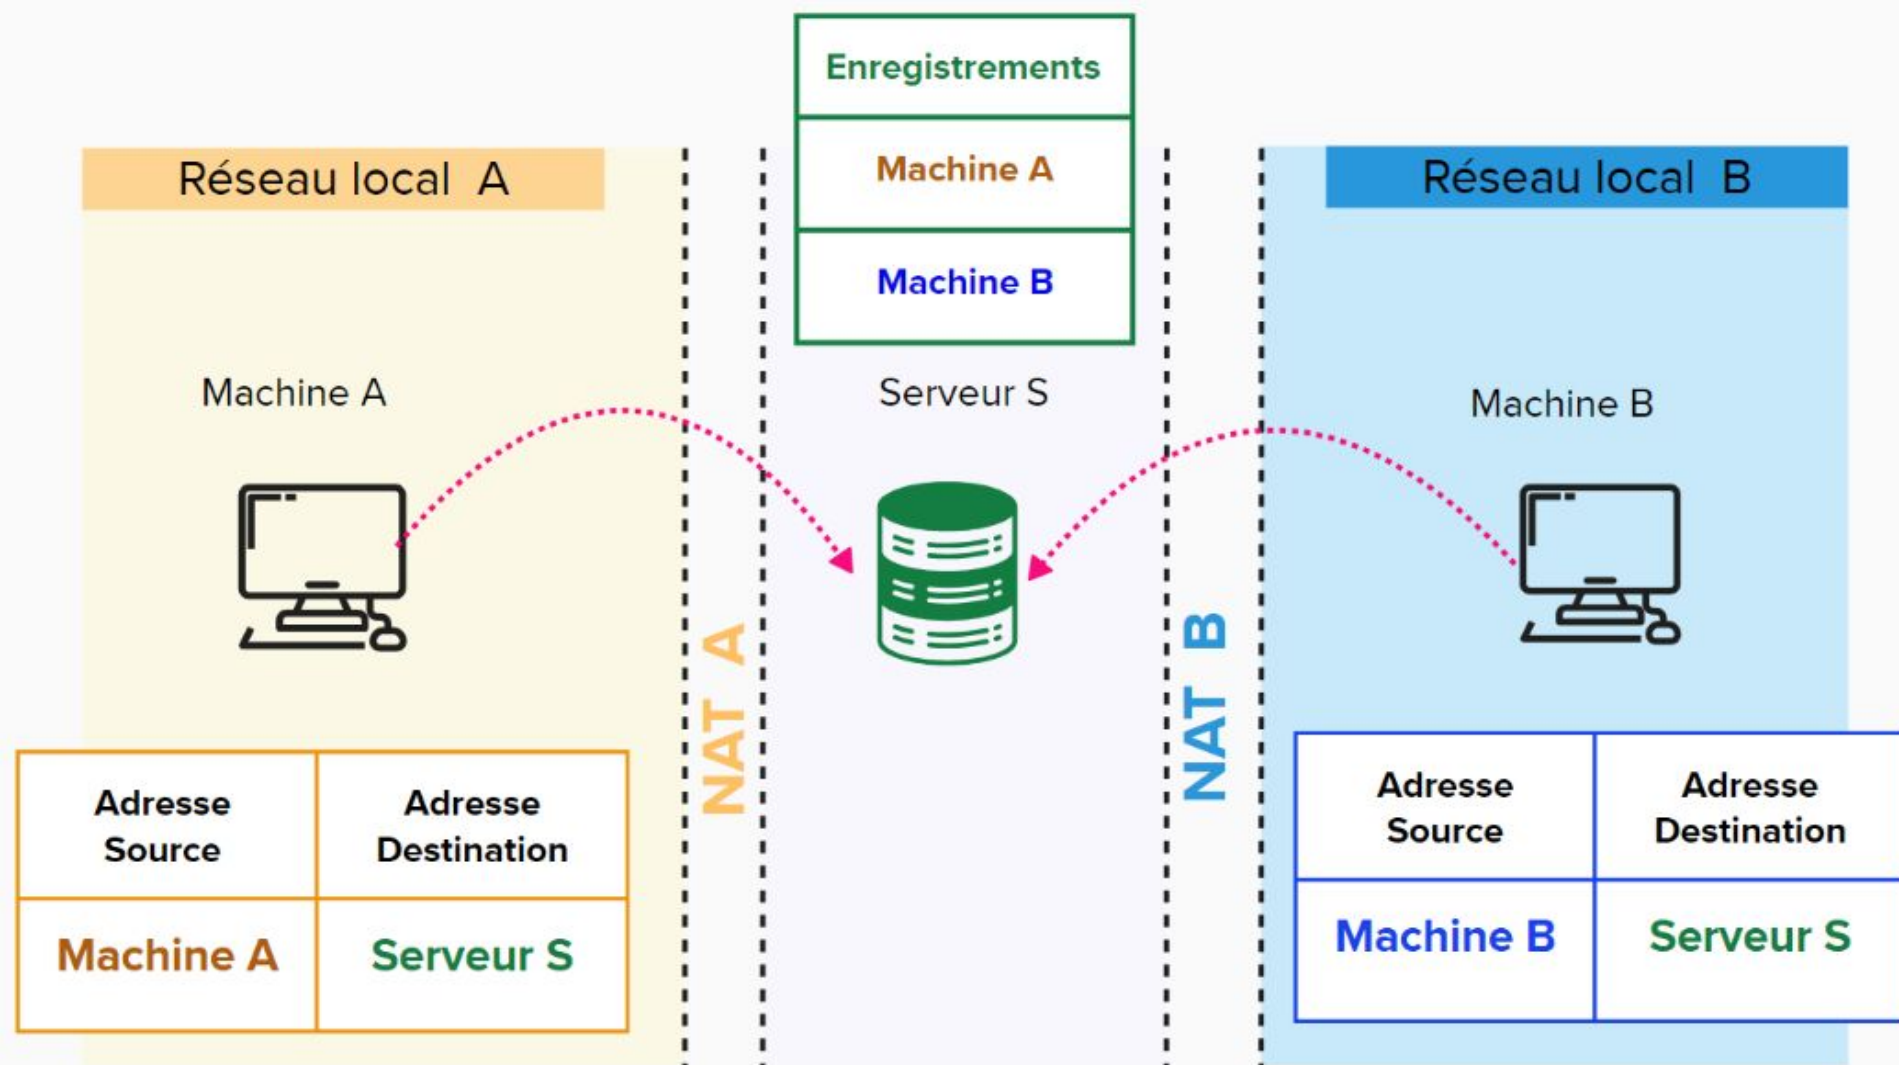 Enregistrements
Machine A
Machine B
Réseau local A
Réseau local B
Machine A
Serveur S
Machine B
NAT A
NAT B
Adresse
Source
Adresse
Destination
Machine A
Serveur S
Adresse
Source
Adresse
Destination
Machine B
Serveur S